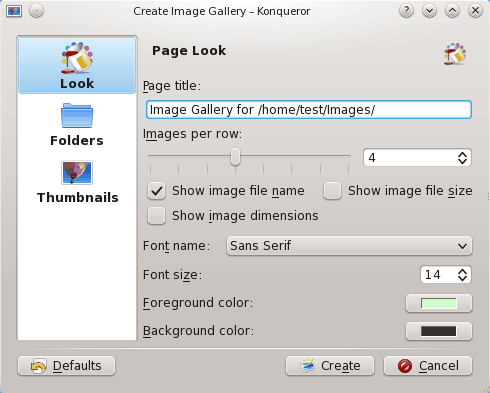 Create Image Gallery – Konqueror
Look
Folders
Thumbnails
Page Look
Page title:
Image Gallery for /home/test/Images/
Images per row:
4
Show image file name
Show image file size
Show image dimensions
Font name:
Sans Serif
Font size:
14
Foreground color:
Background color:
Defaults
Create
Cancel